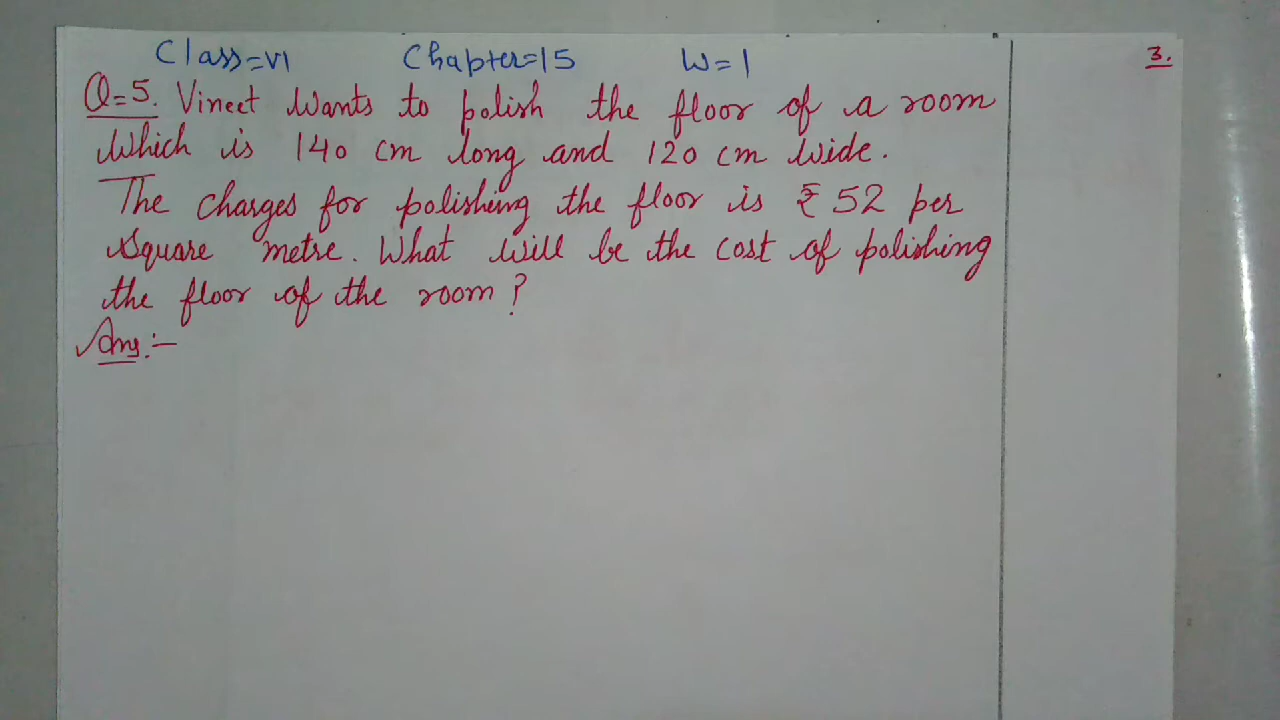 Class=VI Chapter=15 W=1 3.
Q=5. Vineet wants to polish the floor of a room
which is 140 cm long and 120 cm wide.
The charges for polishing the floor is ₹ 52 per
square metre. What will be the cost of polishing
the floor of the room?
Ans:-